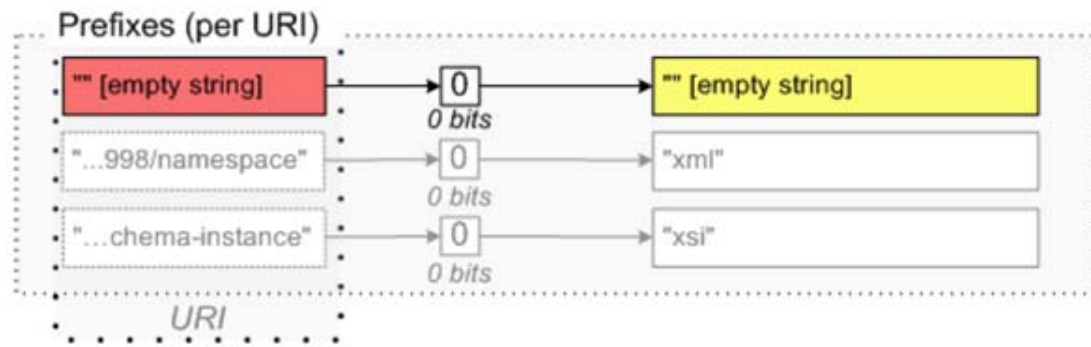 Prefixes (per URI)
"" [empty string] 0 "" [empty string]
0 bits
"...998/namespace" 0 "xml"
0 bits
"...chema-instance" 0 "xsi"
0 bits
URI